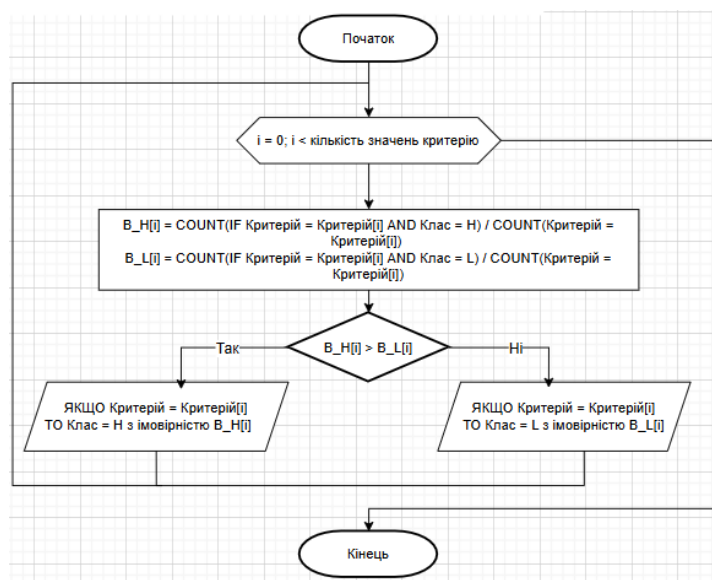 Початок
i = 0; i < кількість значень критерію
B_H[i] = COUNT(IF Критерій = Критерій[i] AND Клас = H) / COUNT(Критерій =
Критерій[i])
B_L[i] = COUNT(IF Критерій = Критерій[i] AND Клас = L) / COUNT(Критерій =
Критерій[i])
B_H[i] > B_L[i]
Так
Ні
ЯКЩО Критерій = Критерій[i]
ТО Клас = H з імовірністю B_H[i]
ЯКЩО Критерій = Критерій[i]
ТО Клас = L з імовірністю B_L[i]
Кінець